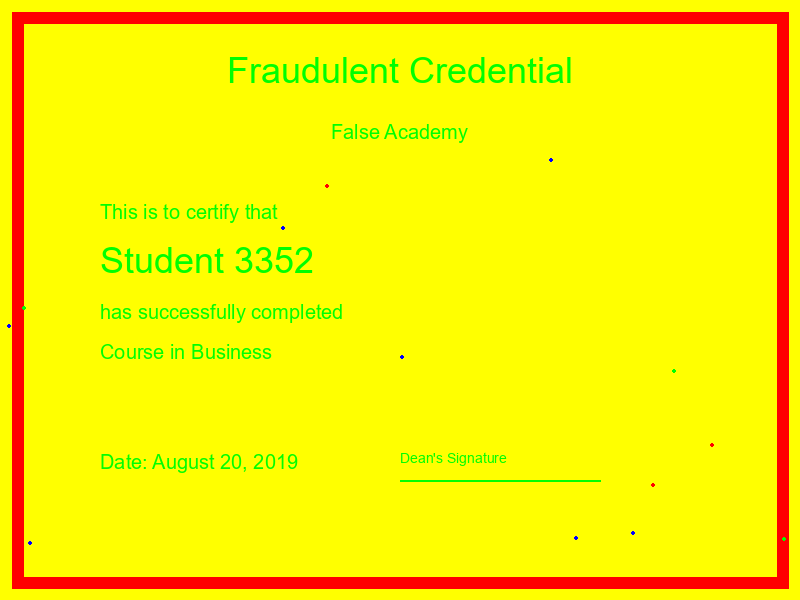 Fraudulent Credential
False Academy
This is to certify that
Student 3352
has successfully completed
Course in Business
Date: August 20, 2019
Dean's Signature